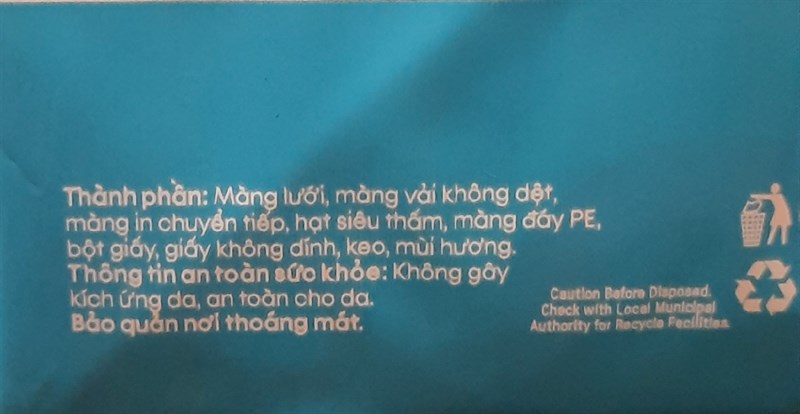 Thành phần: Màng lưới, màng vải không dệt,
màng in chuyển tiếp, hạt siêu thấm, màng đáy PE,
bột giấy, giấy không dính, keo, mùi hương.
Thông tin an toàn sức khỏe: Không gây
kích ứng da, an toàn cho da.
Bảo quản nơi thoáng mát.
Caution Before Disposed.
Check with Local Municipal
Authority for Recycle Facilities.